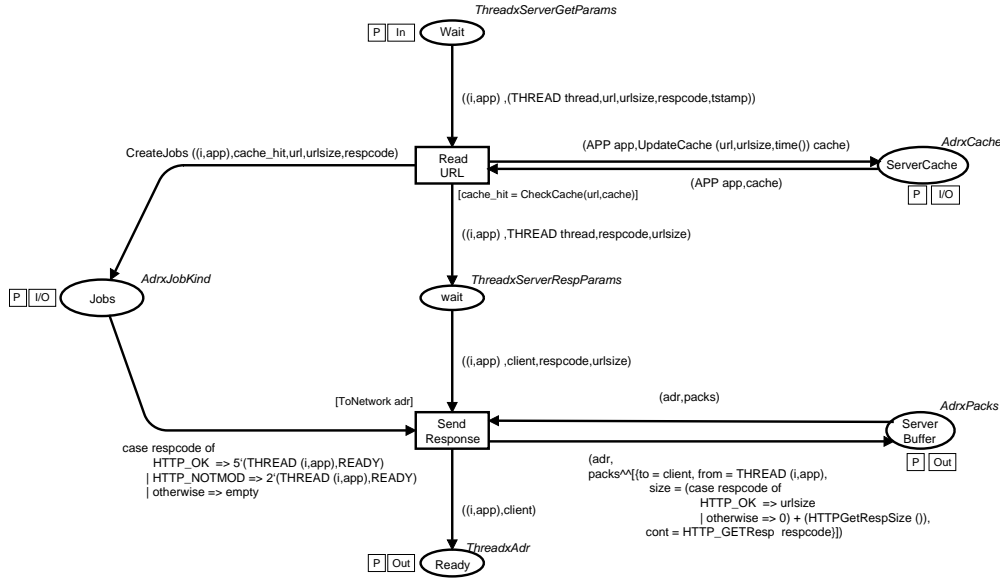 ThreadxServerGetParams
P In Wait
((i,app) ,(THREAD thread,url,urlsize,respcode,tstamp))
CreateJobs ((i,app),cache_hit,url,urlsize,respcode)
Read
URL
(APP app,UpdateCache (url,urlsize,time()) cache)
AdrxCache
ServerCache
(APP app,cache)
P I/O
[cache_hit = CheckCache(url,cache)]
((i,app) ,THREAD thread,respcode,urlsize)
AdrxJobKind
P I/O Jobs
ThreadxServerRespParams
wait
((i,app) ,client,respcode,urlsize)
[ToNetwork adr]
Send
Response
(adr,packs)
AdrxPacks
Server
Buffer
P Out
case respcode of
HTTP_OK => 5'(THREAD (i,app),READY)
| HTTP_NOTMOD => 2'(THREAD (i,app),READY)
| otherwise => empty
(adr,
packs^^[{to = client, from = THREAD (i,app),
size = (case respcode of
HTTP_OK => urlsize
| otherwise => 0) + (HTTPGetRespSize ()),
cont = HTTP_GETResp respcode}])
((i,app),client)
ThreadxAdr
P Out Ready